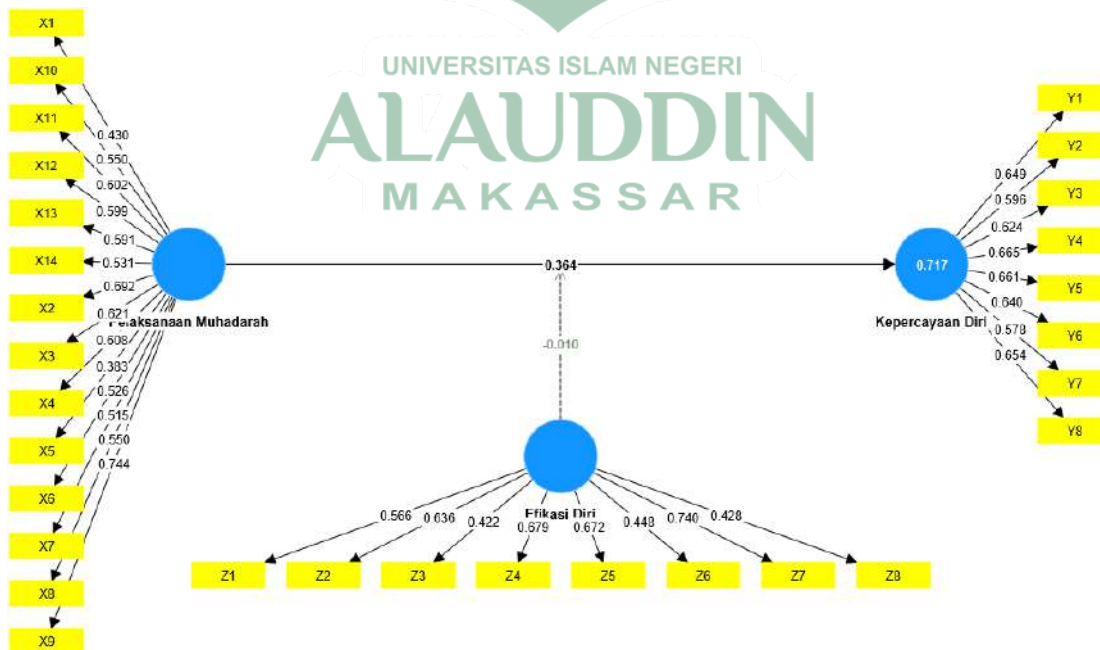 UNIVERSITAS ISLAM NEGERI
ALAUDDIN
MAKASSAR
X1
X10
X11
X12
X13
X14
X2
X3
X4
X5
X6
X7
X8
X9
0.430
0.550
0.602
0.599
0.591
0.531
0.692
0.621
0.608
0.383
0.526
0.515
0.550
0.744
Pelaksanaan Muhadarah
0.364
-0.010
0.717
Kepercayaan Diri
0.649
0.596
0.624
0.665
0.661
0.640
0.578
0.654
Y1
Y2
Y3
Y4
Y5
Y6
Y7
Y8
Efikasi Diri
0.566
0.636
0.422
0.679
0.672
0.448
0.740
0.428
Z1
Z2
Z3
Z4
Z5
Z6
Z7
Z8